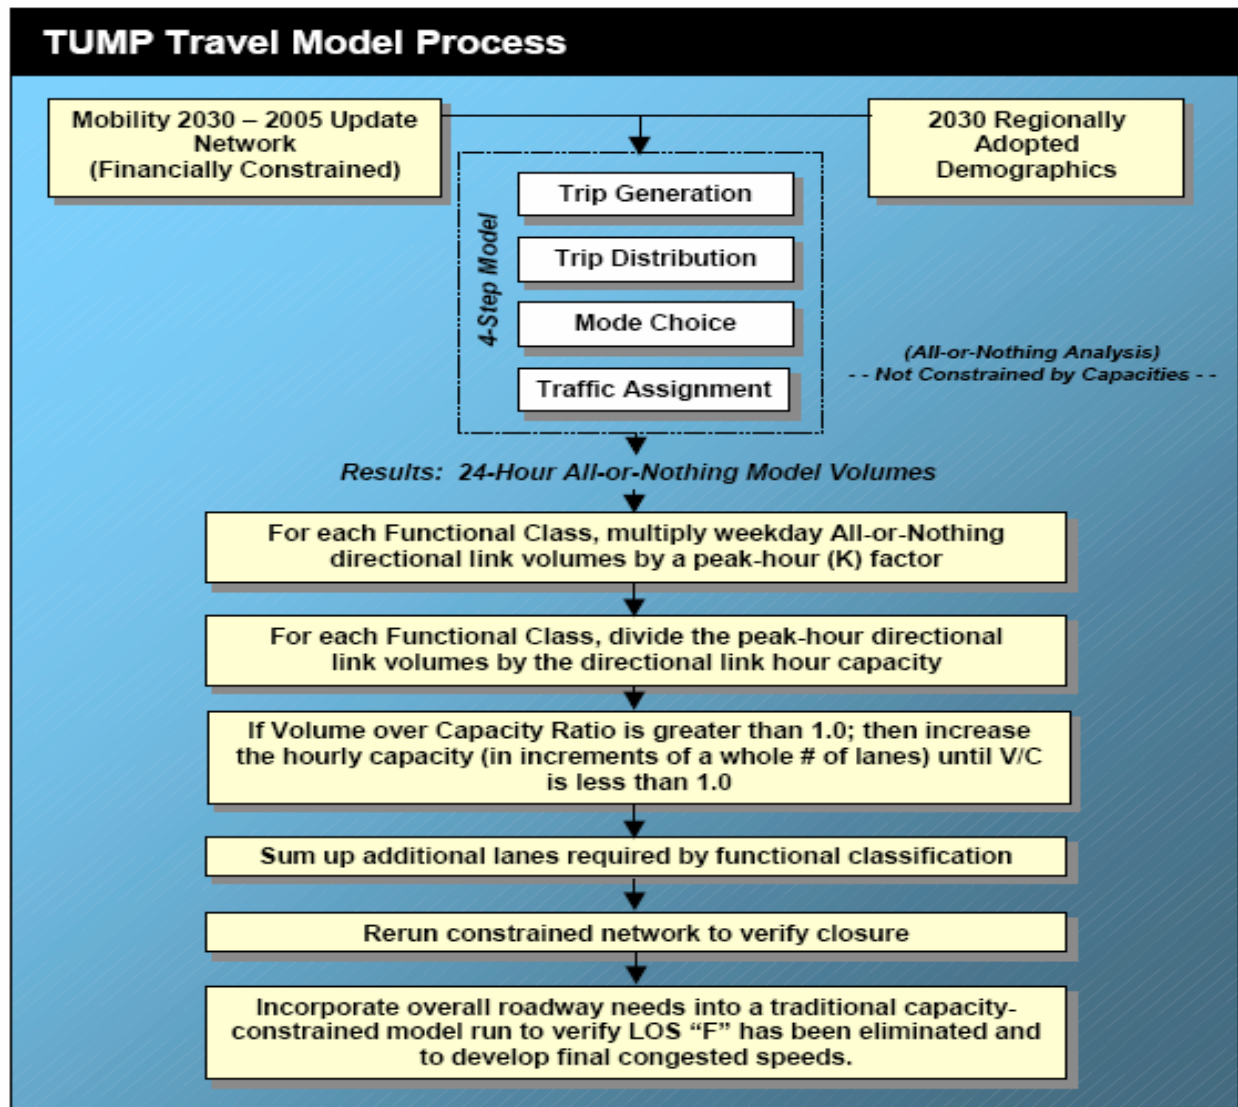 TUMP Travel Model Process
Mobility 2030 – 2005 Update
Network
(Financially Constrained)
2030 Regionally
Adopted
Demographics
4-Step Model
Trip Generation
Trip Distribution
Mode Choice
Traffic Assignment
(All-or-Nothing Analysis)
- - Not Constrained by Capacities - -
Results:  24-Hour All-or-Nothing Model Volumes
For each Functional Class, multiply weekday All-or-Nothing
directional link volumes by a peak-hour (K) factor
For each Functional Class, divide the peak-hour directional
link volumes by the directional link hour capacity
If Volume over Capacity Ratio is greater than 1.0; then increase
the hourly capacity (in increments of a whole # of lanes) until V/C
is less than 1.0
Sum up additional lanes required by functional classification
Rerun constrained network to verify closure
Incorporate overall roadway needs into a traditional capacity-
constrained model run to verify LOS “F” has been eliminated and
to develop final congested speeds.